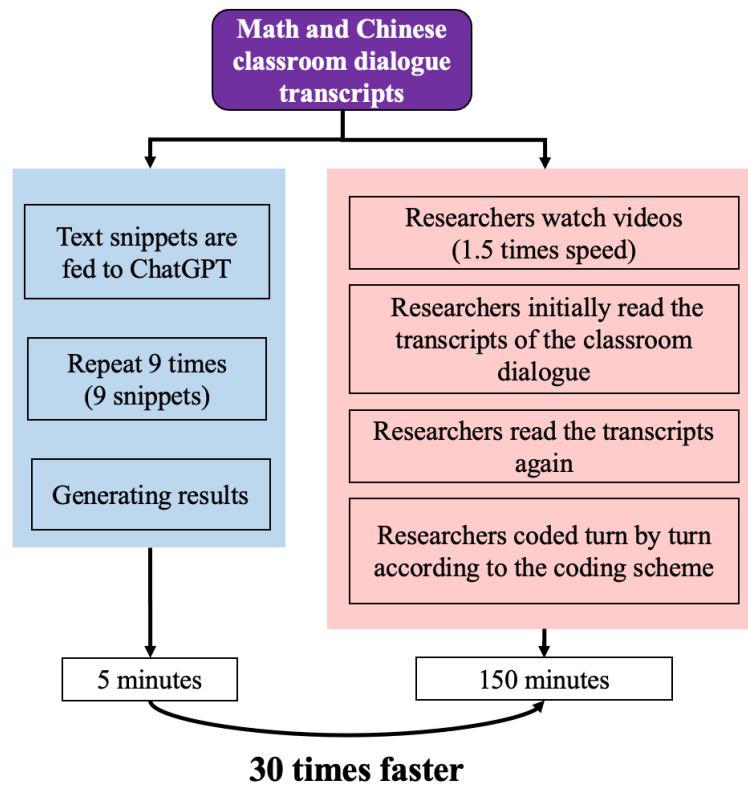 Math and Chinese
classroom dialogue
transcripts
Text snippets are
fed to ChatGPT
Repeat 9 times
(9 snippets)
Generating results
5 minutes
Researchers watch videos
(1.5 times speed)
Researchers initially read the
transcripts of the classroom
dialogue
Researchers read the transcripts
again
Researchers coded turn by turn
according to the coding scheme
150 minutes
30 times faster